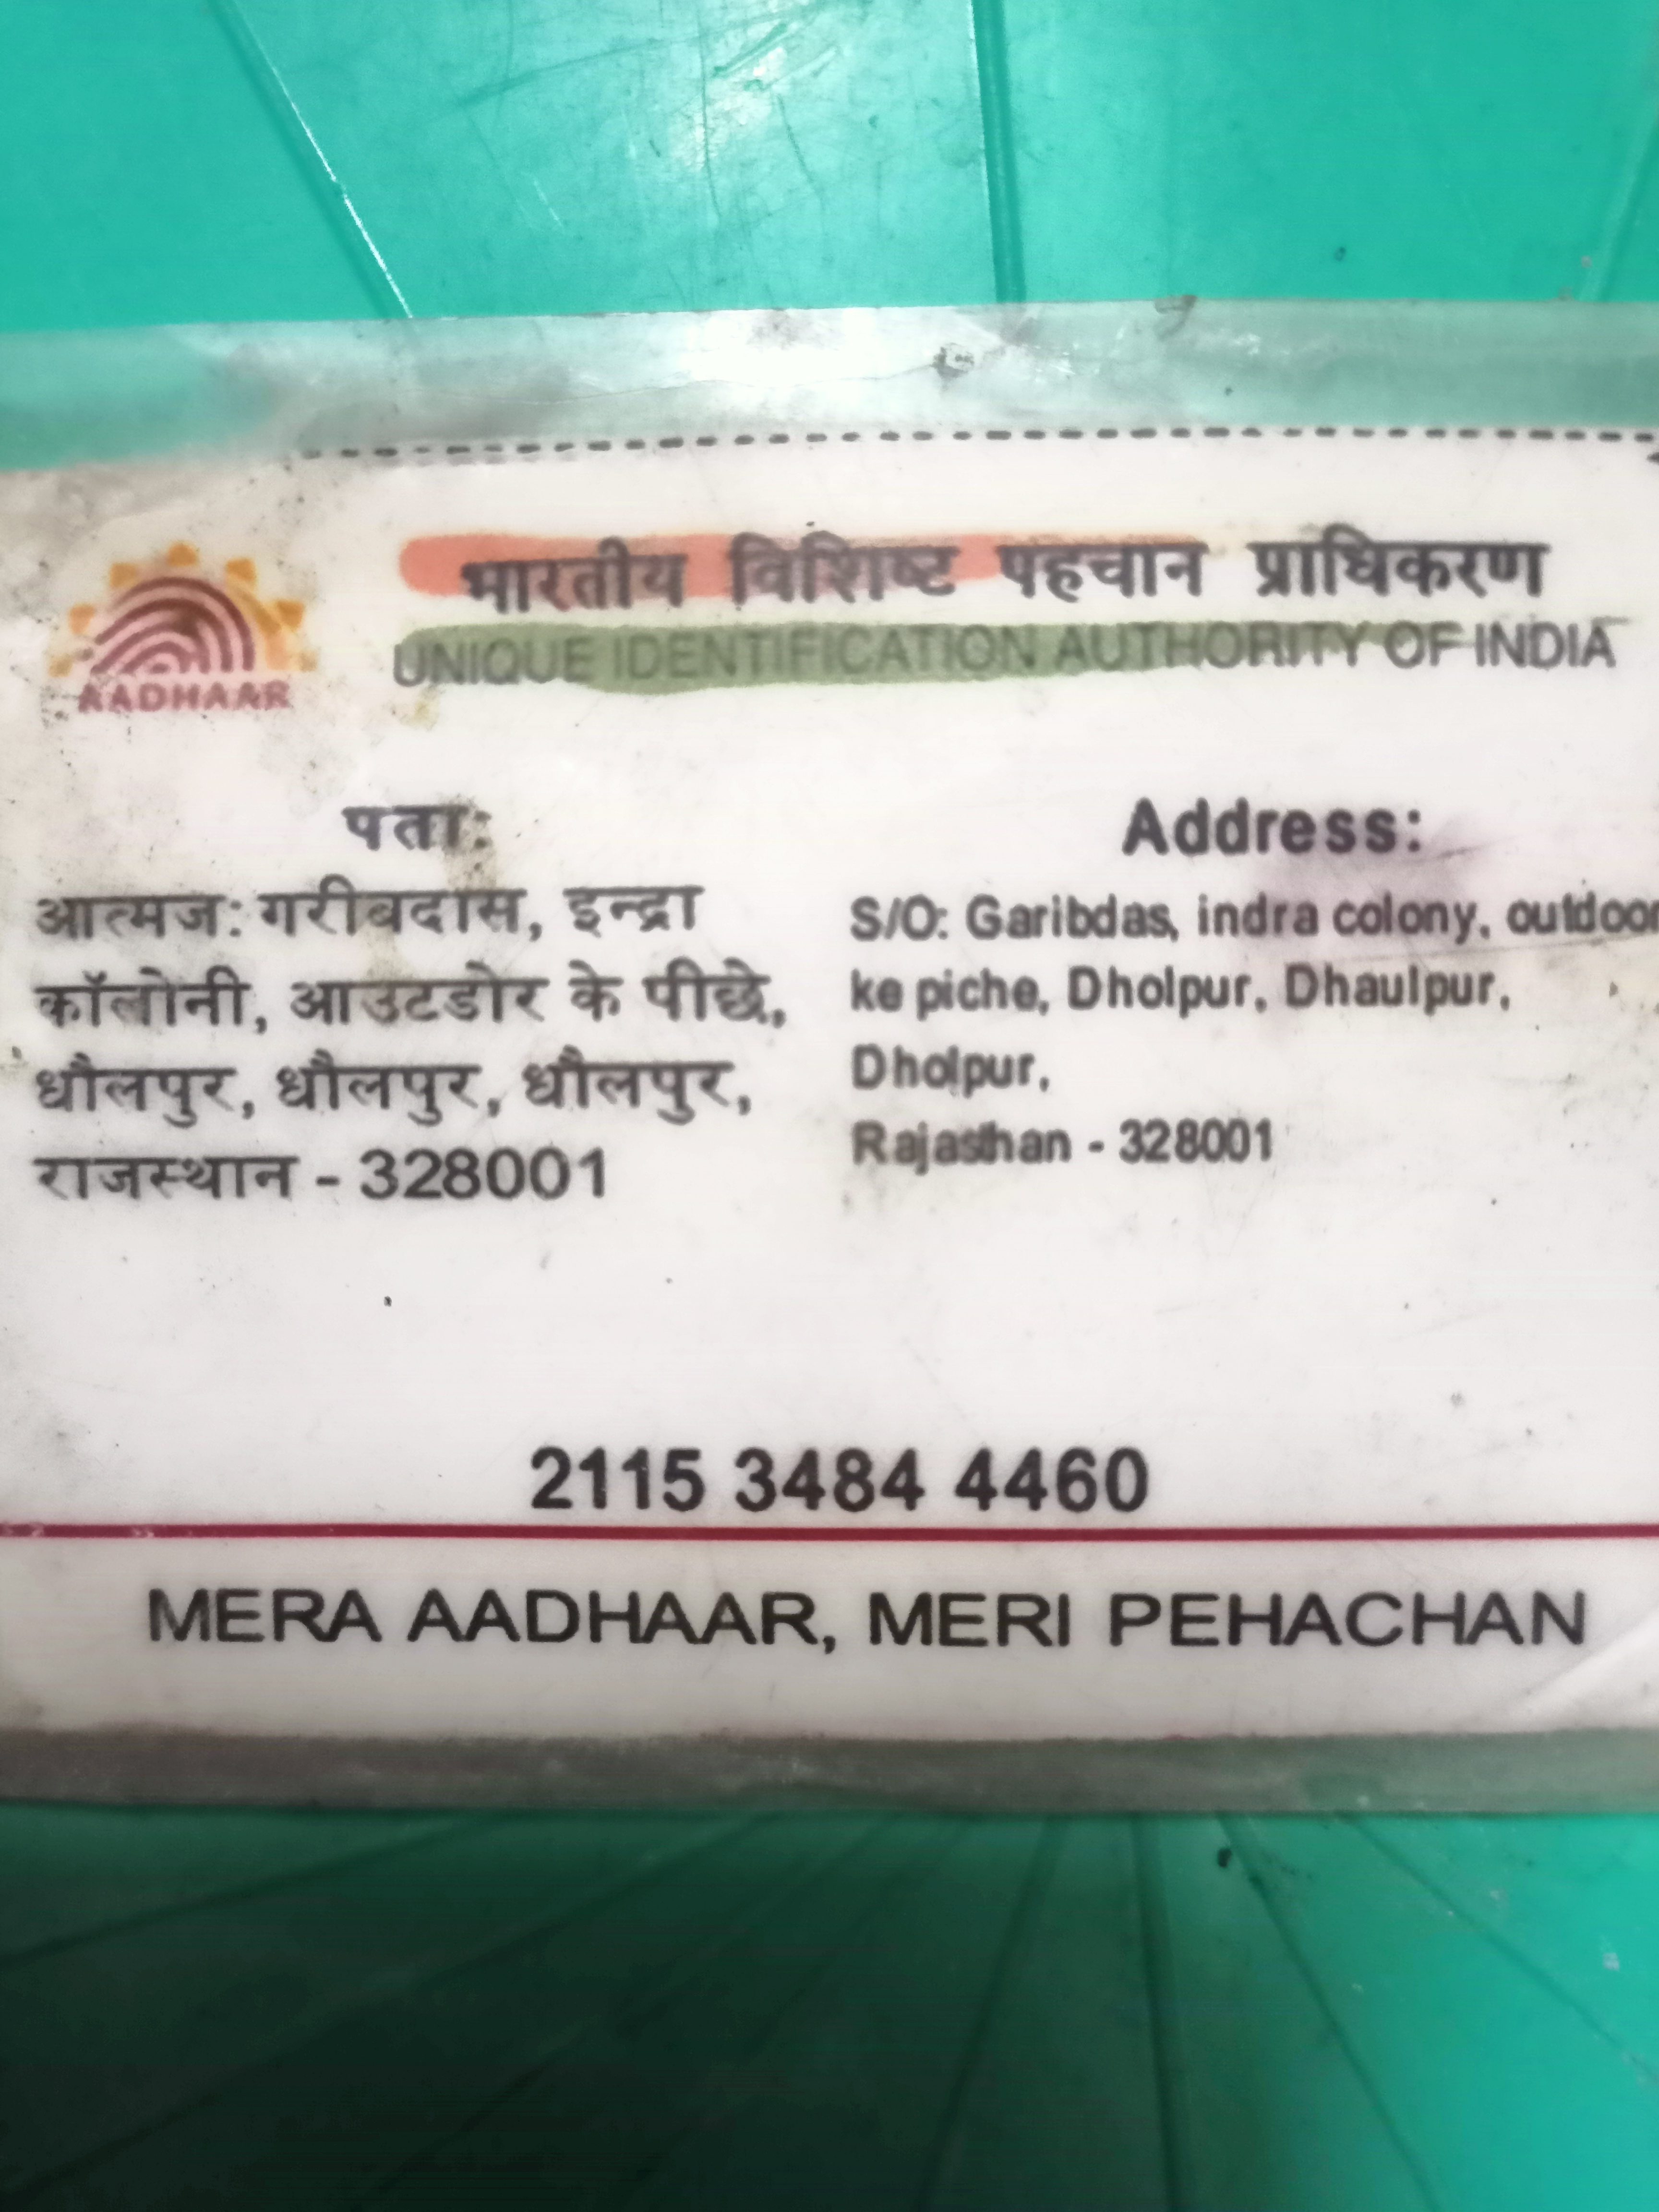 भारतीय विशिष्ट पहचान प्राधिकरण
UNIQUE IDENTIFICATION AUTHORITY OF INDIA
AADHAAR
पता:
आत्मज: गरीबदास, इन्द्रा
कॉलोनी, आउटडोर के पीछे,
धौलपुर, धौलपुर, धौलपुर,
राजस्थान - 328001
Address:
S/O: Garibdas, indra colony, outdoor
ke piche, Dholpur, Dhaulpur,
Dholpur,
Rajasthan - 328001
2115 3484 4460
MERA AADHAAR, MERI PEHACHAN